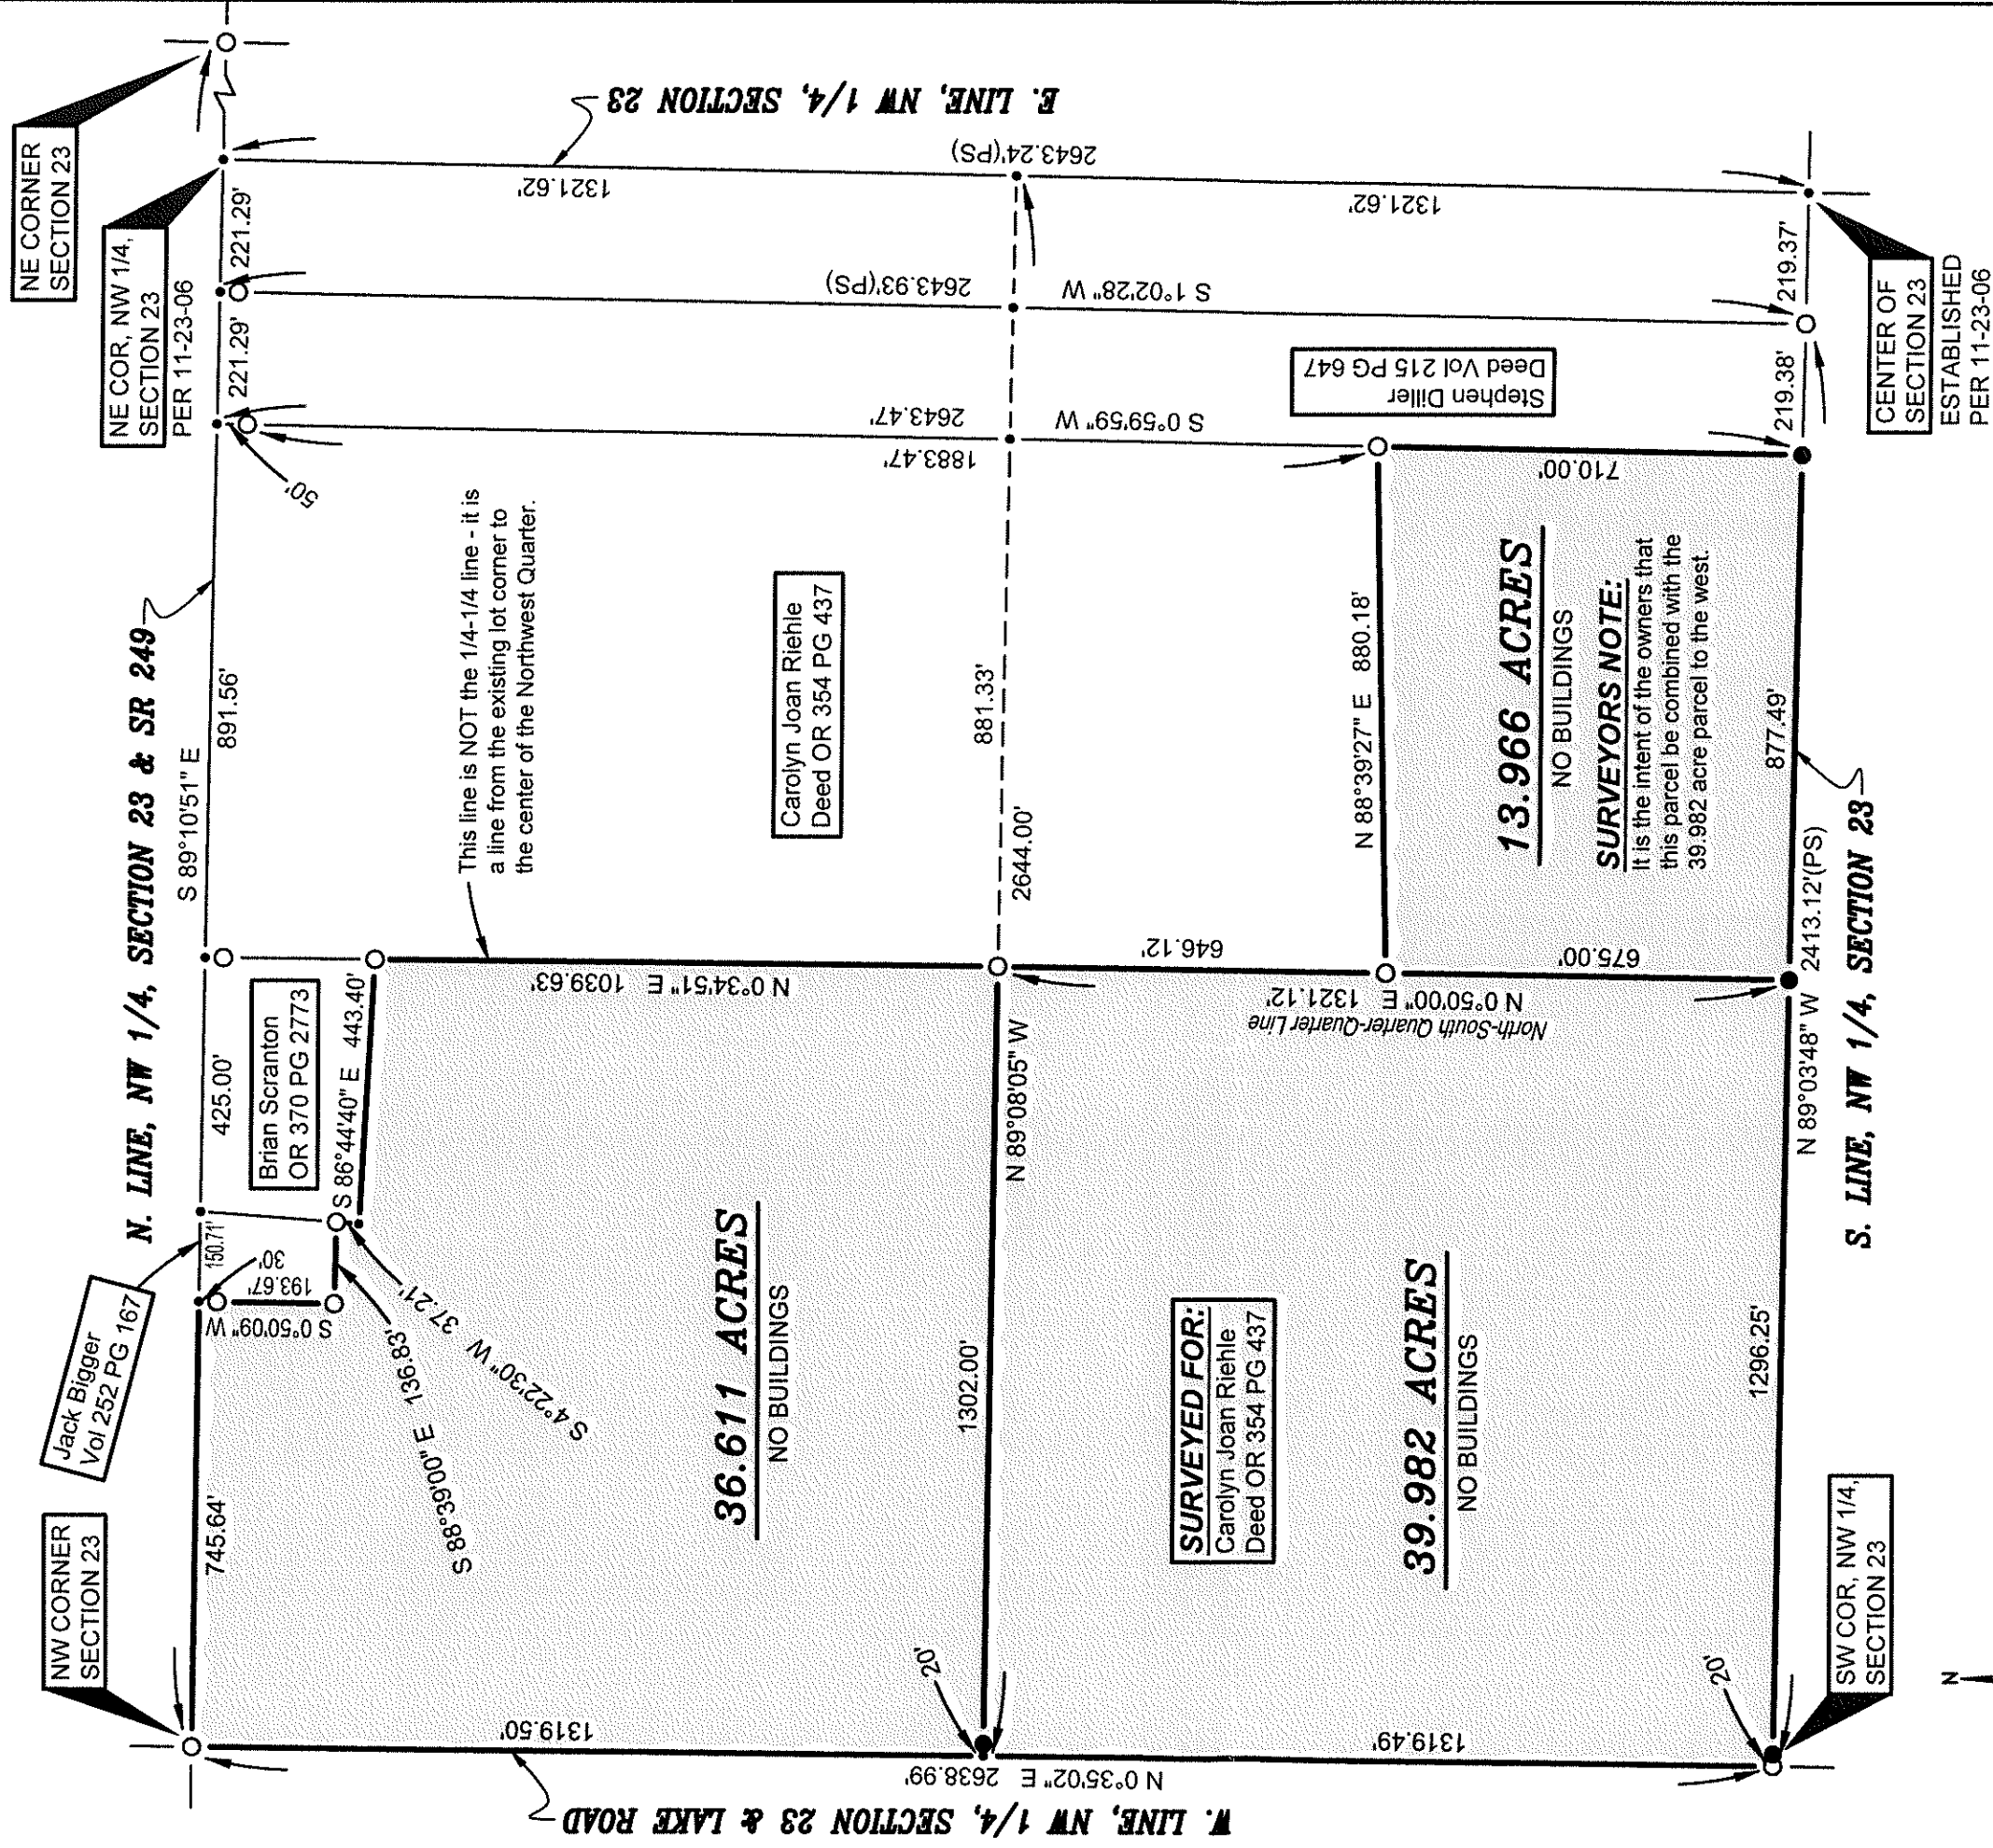 NE CORNER
SECTION 23
NE COR, NW 1/4,
SECTION 23
PER 11-23-06
221.29'
221.29'
50'
E. LINE, NW 1/4, SECTION 23
2643.24'(PS)
1321.62'
1321.62'
2643.93'(PS)
S 1°02'28" W
2643.47'
S 0°59'59" W
1883.47'
Stephen Diller
Deed Vol 215 PG 647
219.37'
219.38'
CENTER OF
SECTION 23
ESTABLISHED
PER 11-23-06
N. LINE, NW 1/4, SECTION 23 & SR 249
S 89°10'51" E
891.56'
425.00'
150.71'
745.64'
This line is NOT the 1/4-1/4 line - it is
a line from the existing lot corner to
the center of the Northwest Quarter.
Carolyn Joan Riehle
Deed OR 354 PG 437
881.33'
2644.00'
N 88°39'27" E 880.18'
710.00'
13.966 ACRES
NO BUILDINGS
SURVEYORS NOTE:
It is the intent of the owners that
this parcel be combined with the
39.982 acre parcel to the west.
877.49'
2413.12'(PS)
N 89°03'48" W
S. LINE, NW 1/4, SECTION 23
Brian Scranton
OR 370 PG 2773
S 86°44'40" E 443.40'
N 0°34'51" E 1039.63'
646.12'
675.00'
N 0°50'00" E 1321.12'
North-South Quarter-Quarter Line
Jack Bigger
Vol 252 PG 167
30'
193.67'
S 0°50'09" W
S 88°39'00" E 136.83'
S 4°22'30" W 37.21'
36.611 ACRES
NO BUILDINGS
N 89°08'05" W
1302.00'
SURVEYED FOR:
Carolyn Joan Riehle
Deed OR 354 PG 437
39.982 ACRES
NO BUILDINGS
1296.25'
NW CORNER
SECTION 23
1319.50'
20'
N 0°35'02" E 2638.99'
1319.49'
20'
W. LINE, NW 1/4, SECTION 23 & LAKE ROAD
SW COR, NW 1/4,
SECTION 23
N